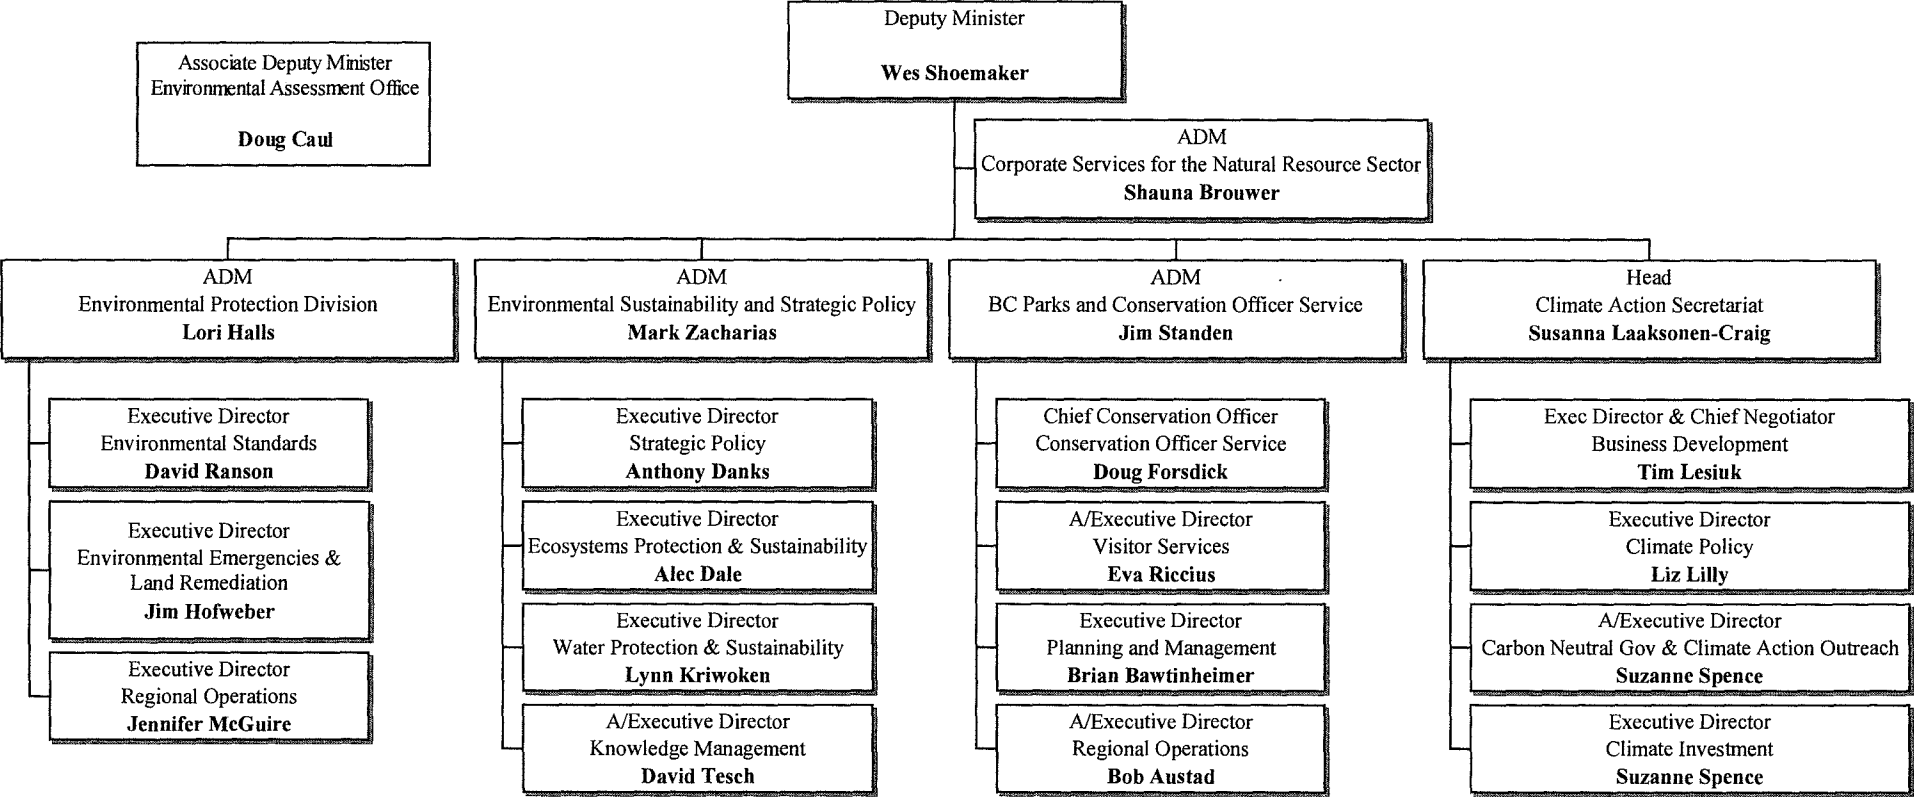 Deputy Minister
Wes Shoemaker
Associate Deputy Minister
Environmental Assessment Office
Doug Caul
ADM
Corporate Services for the Natural Resource Sector
Shauna Brouwer
ADM
Environmental Protection Division
Lori Halls
ADM
Environmental Sustainability and Strategic Policy
Mark Zacharias
ADM
BC Parks and Conservation Officer Service
Jim Standen
Head
Climate Action Secretariat
Susanna Laaksonen-Craig
Executive Director
Environmental Standards
David Ranson
Executive Director
Environmental Emergencies &
Land Remediation
Jim Hofweber
Executive Director
Regional Operations
Jennifer McGuire
Executive Director
Strategic Policy
Anthony Danks
Executive Director
Ecosystems Protection & Sustainability
Alec Dale
Executive Director
Water Protection & Sustainability
Lynn Kriwoken
A/Executive Director
Knowledge Management
David Tesch
Chief Conservation Officer
Conservation Officer Service
Doug Forsdick
A/Executive Director
Visitor Services
Eva Riccius
Executive Director
Planning and Management
Brian Bawtinheimer
A/Executive Director
Regional Operations
Bob Austad
Exec Director & Chief Negotiator
Business Development
Tim Lesiuk
Executive Director
Climate Policy
Liz Lilly
A/Executive Director
Carbon Neutral Gov & Climate Action Outreach
Suzanne Spence
Executive Director
Climate Investment
Suzanne Spence